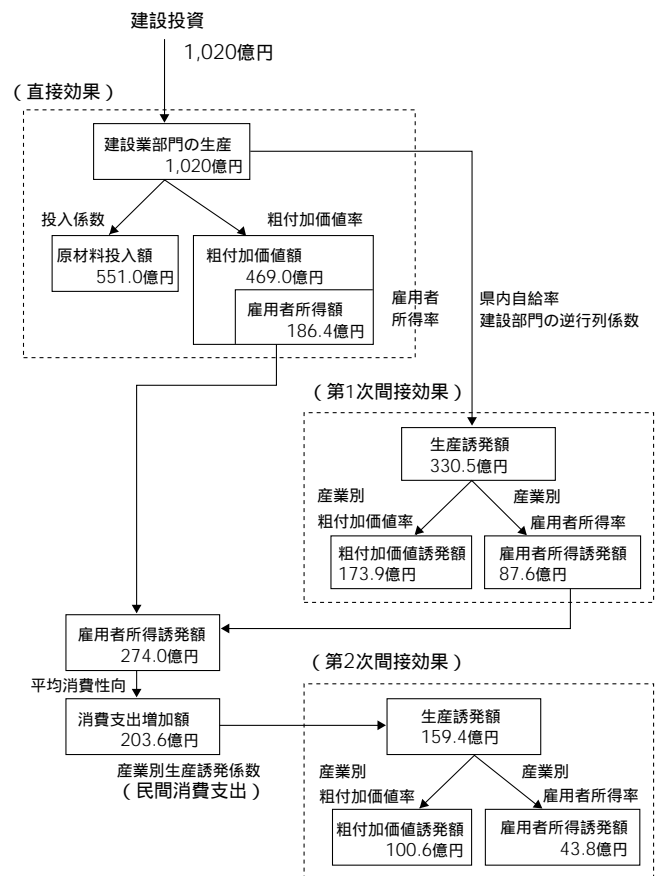 建設投資
1,020億円
（直接効果）
建設業部門の生産
1,020億円
投入係数
粗付加価値率
原材料投入額
551.0億円
粗付加価値額
469.0億円
雇用者所得額
186.4億円
雇用者
所得率
県内自給率
建設部門の逆行列係数
（第1次間接効果）
生産誘発額
330.5億円
産業別
粗付加価値率
産業別
雇用者所得率
粗付加価値誘発額
173.9億円
雇用者所得誘発額
87.6億円
雇用者所得誘発額
274.0億円
平均消費性向
消費支出増加額
203.6億円
産業別生産誘発係数
（民間消費支出）
（第2次間接効果）
生産誘発額
159.4億円
産業別
粗付加価値率
産業別
雇用者所得率
粗付加価値誘発額
100.6億円
雇用者所得誘発額
43.8億円